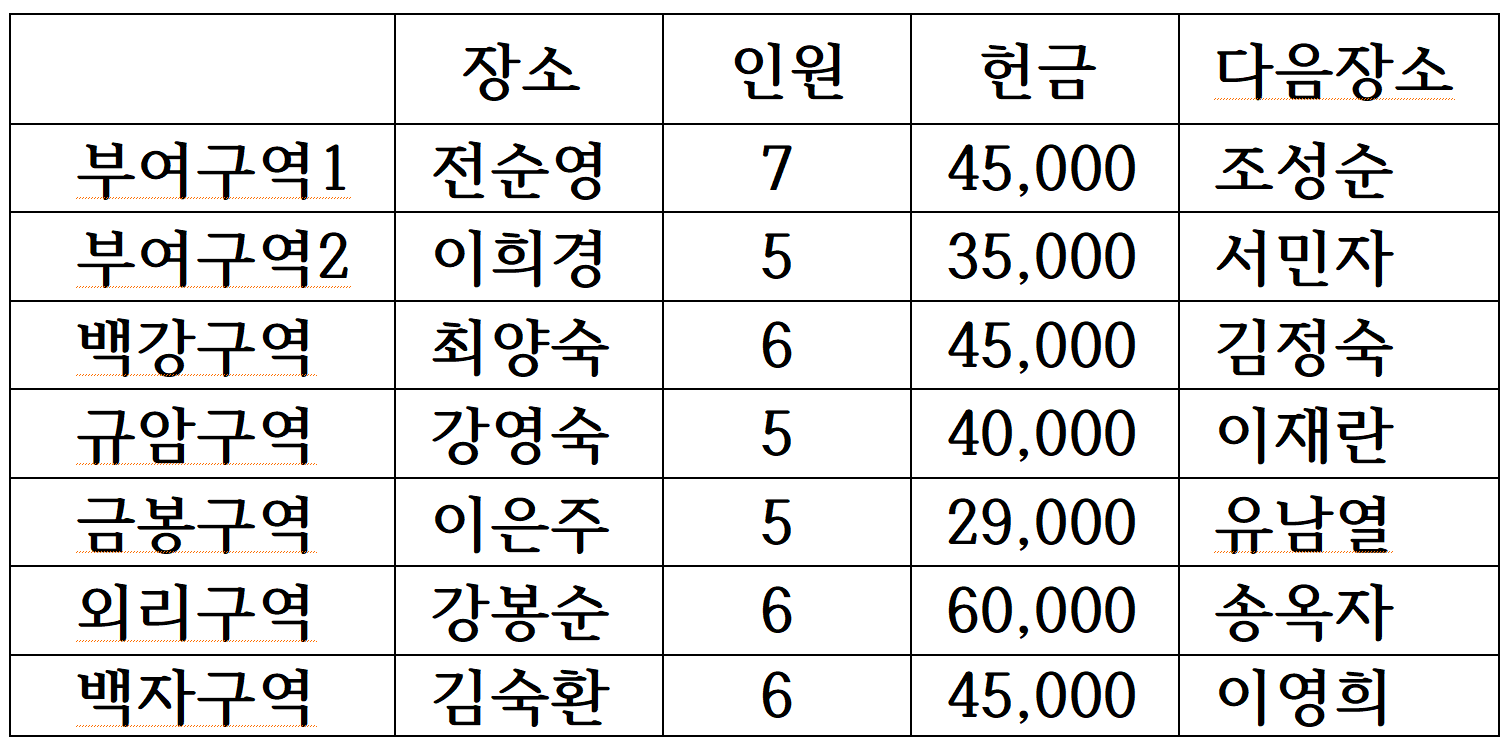 장소 인원 헌금 다음장소
부여구역1 전순영 7 45,000 조성순
부여구역2 이희경 5 35,000 서민자
백강구역 최양숙 6 45,000 김정숙
규암구역 강영숙 5 40,000 이재란
금봉구역 이은주 5 29,000 유남열
외리구역 강봉순 6 60,000 송옥자
백자구역 김숙환 6 45,000 이영희